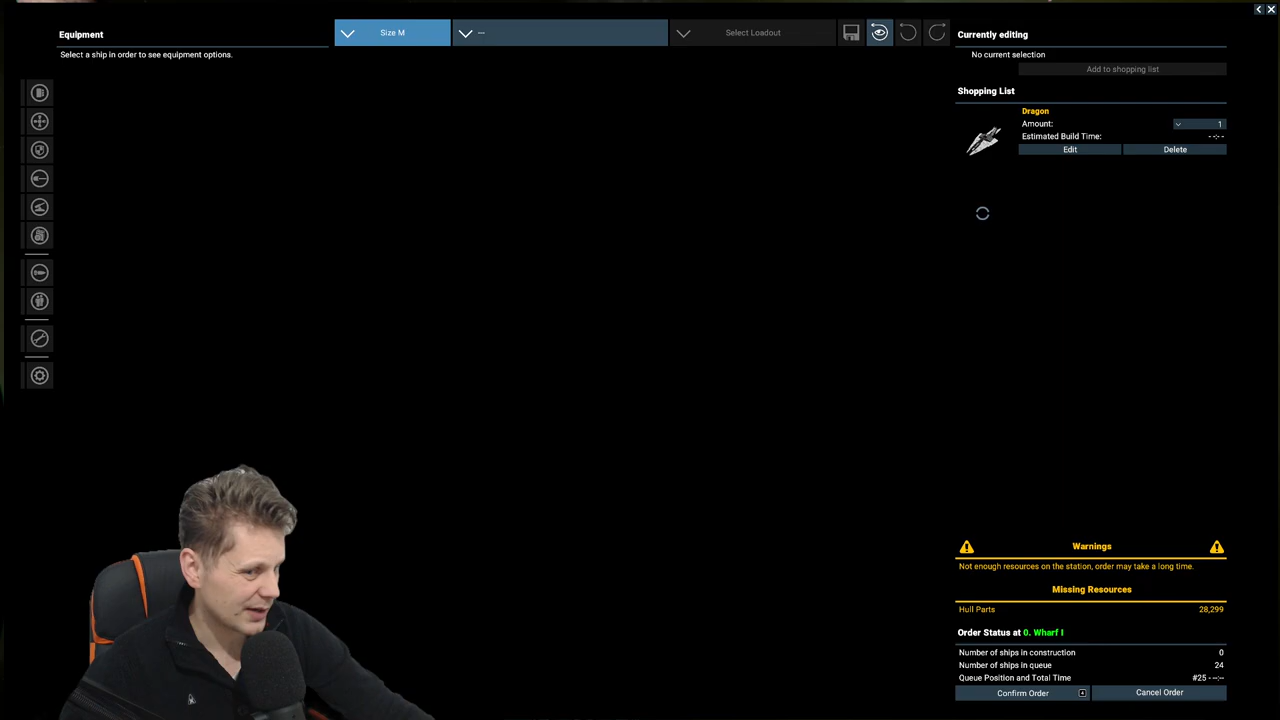 Equipment
Select a ship in order to see equipment options.
Size M
---
Select Loadout
Currently editing
No current selection
Add to shopping list
Shopping List
Dragon
Amount: 1
Estimated Build Time: --:--
Edit Delete
Warnings
Not enough resources on the station, order may take a long time.
Missing Resources
Hull Parts 28,299
Order Status at 0. Wharf I
Number of ships in construction 0
Number of ships in queue 24
Queue Position and Total Time #25 - --:--
Confirm Order Cancel Order